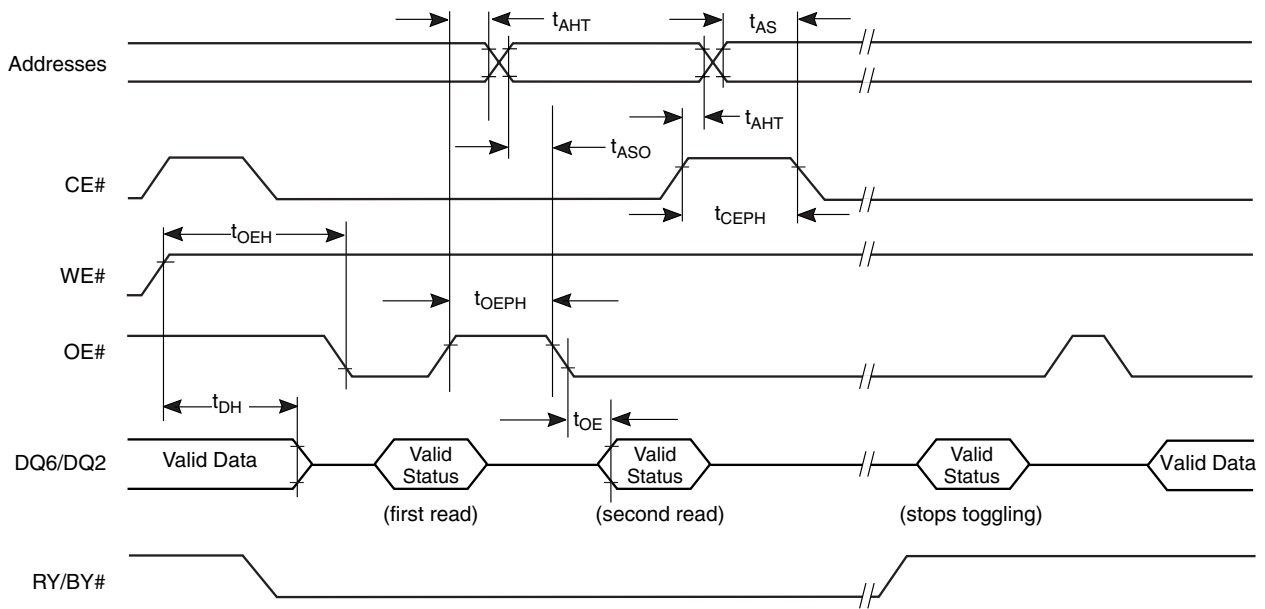 tAHT
tAS
Addresses
tAHT
tASO
CE#
tCEPH
tOEH
WE#
tOEPH
OE#
tDH
tOE
DQ6/DQ2
Valid Data
Valid
Status
Valid
Status
Valid
Status
Valid Data
(first read)
(second read)
(stops toggling)
RY/BY#